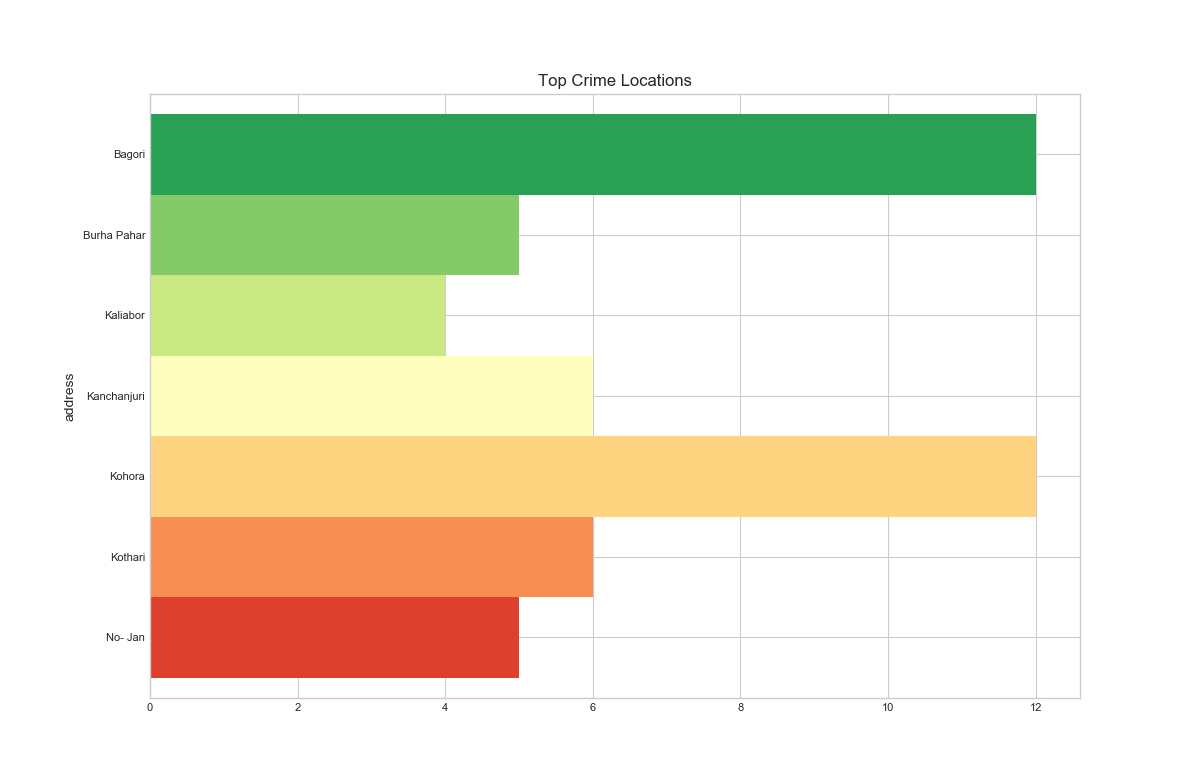 Top Crime Locations
Bagori
Burha Pahar
Kaliabor
Kanchanjuri
address
Kohora
Kothari
No- Jan
0 2 4 6 8 10 12